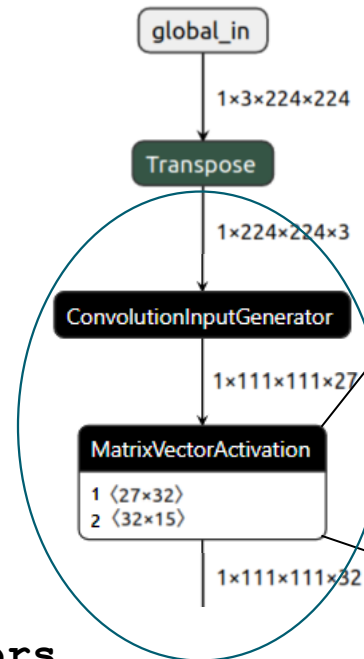 global_in
1×3×224×224
Transpose
1×224×224×3
ConvolutionInputGenerator
1×111×111×27
MatrixVectorActivation
1 〈27×32〉
2 〈32×15〉
1×111×111×32